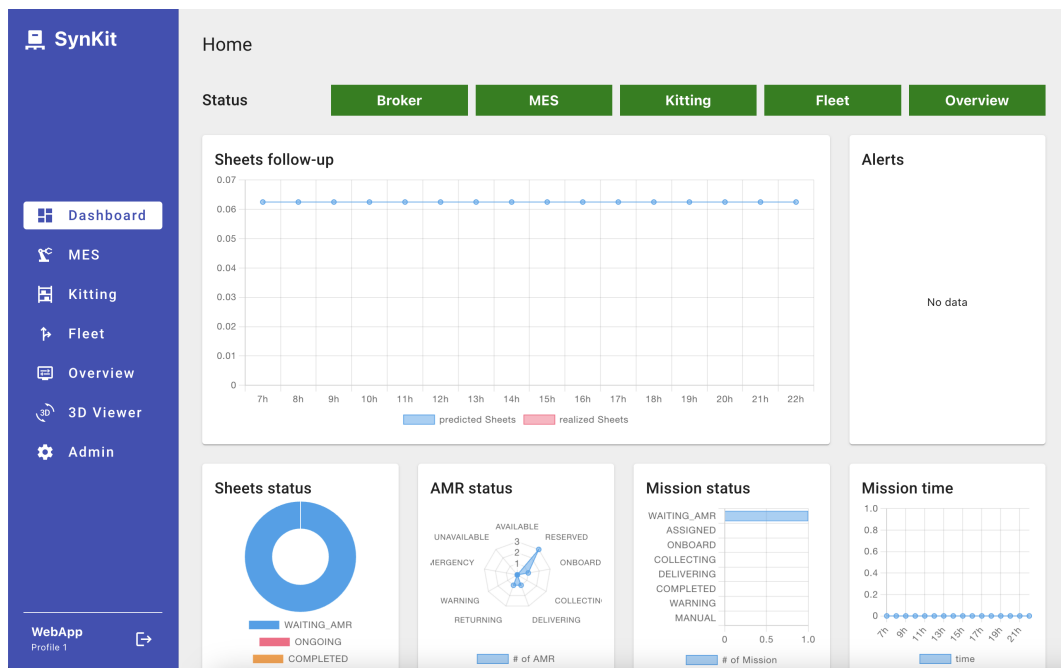 SynKit
Dashboard
MES
Kitting
Fleet
Overview
3D
3D Viewer
Admin
WebApp
Profile 1
Home
Status
Broker
MES
Kitting
Fleet
Overview
Sheets follow-up
0.07
0.06
0.05
0.04
0.03
0.02
0.01
0
7h 8h 9h 10h 11h 12h 13h 14h 15h 16h 17h 18h 19h 20h 21h 22h
predicted Sheets realized Sheets
Alerts
No data
Sheets status
WAITING_AMR
ONGOING
COMPLETED
AMR status
AVAILABLE
UNAVAILABLE RESERVED
3
2
1
MERGENCY ONBOARD
WARNING COLLECTIN
RETURNING DELIVERING
# of AMR
Mission status
WAITING_AMR
ASSIGNED
ONBOARD
COLLECTING
DELIVERING
COMPLETED
WARNING
MANUAL
0 0.5 1.0
# of Mission
Mission time
1.0
0.8
0.6
0.4
0.2
0
7h 9h 11h 13h 15h 17h 19h 21h
time